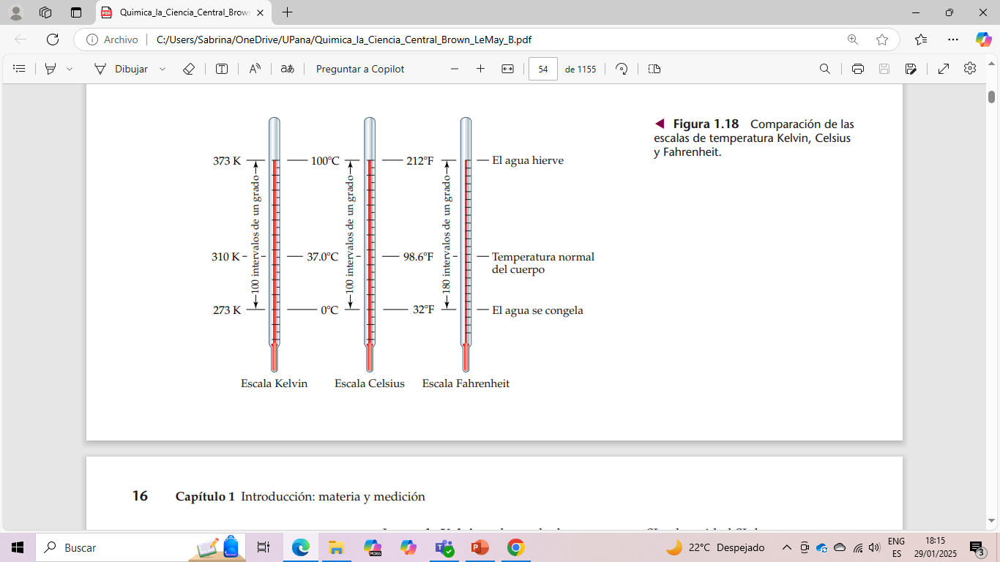 Quimica_la_Ciencia_Central_Brown
Archivo
C:/Users/Sabrina/OneDrive/UPana/Quimica_la_Ciencia_Central_Brown_LeMay_B.pdf
Dibujar
aあ
Preguntar a Copilot
54
de 1155
Figura 1.18 Comparación de las
escalas de temperatura Kelvin, Celsius
y Fahrenheit.
373 K
100°C
212°F
El agua hierve
100 intervalos de un grado
100 intervalos de un grado
180 intervalos de un grado
310 K
37.0°C
98.6°F
Temperatura normal
del cuerpo
273 K
0°C
32°F
El agua se congela
Escala Kelvin
Escala Celsius
Escala Fahrenheit
16 Capítulo 1 Introducción: materia y medición
Buscar
M365
22°C Despejado
ENG
ES
18:15
29/01/2025
3